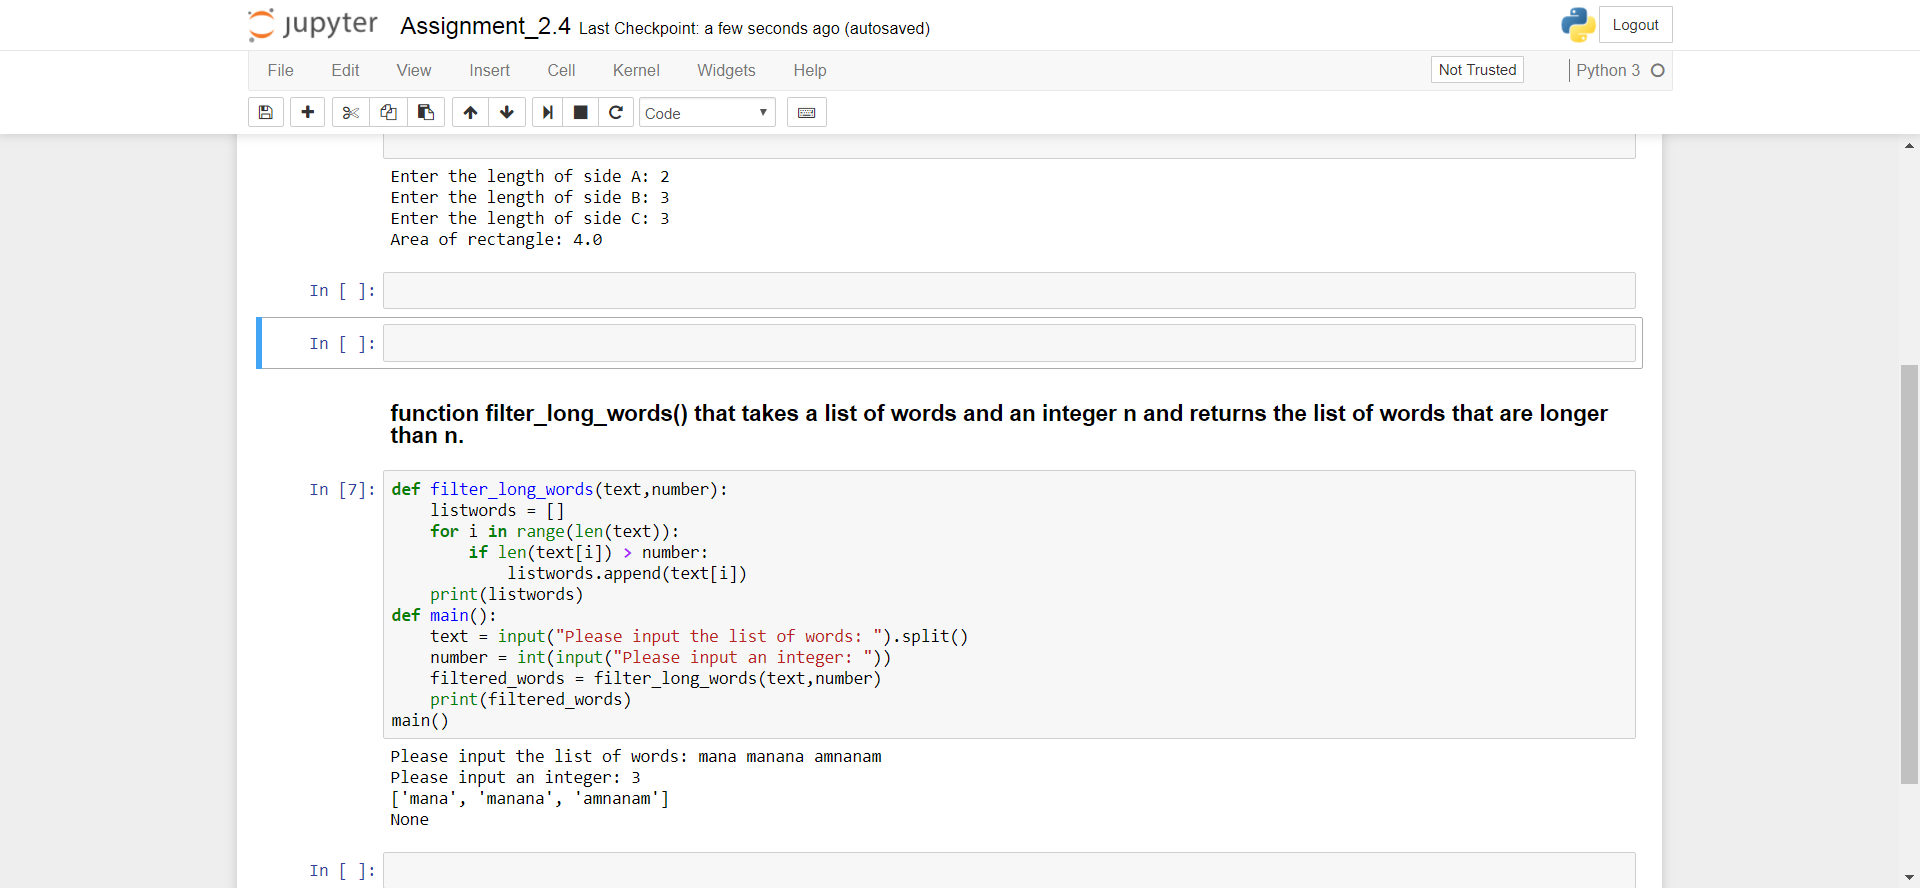 jupyter Assignment_2.4 Last Checkpoint: a few seconds ago (autosaved) Logout
File Edit View Insert Cell Kernel Widgets Help Not Trusted Python 3
Code
Enter the length of side A: 2
Enter the length of side B: 3
Enter the length of side C: 3
Area of rectangle: 4.0
In [ ]:
In [ ]:
function filter_long_words() that takes a list of words and an integer n and returns the list of words that are longer
than n.
In [7]: def filter_long_words(text,number):
    listwords = []
    for i in range(len(text)):
        if len(text[i]) > number:
            listwords.append(text[i])
    print(listwords)
def main():
    text = input("Please input the list of words: ").split()
    number = int(input("Please input an integer: "))
    filtered_words = filter_long_words(text,number)
    print(filtered_words)
main()
Please input the list of words: mana manana amnanam
Please input an integer: 3
['mana', 'manana', 'amnanam']
None
In [ ]: